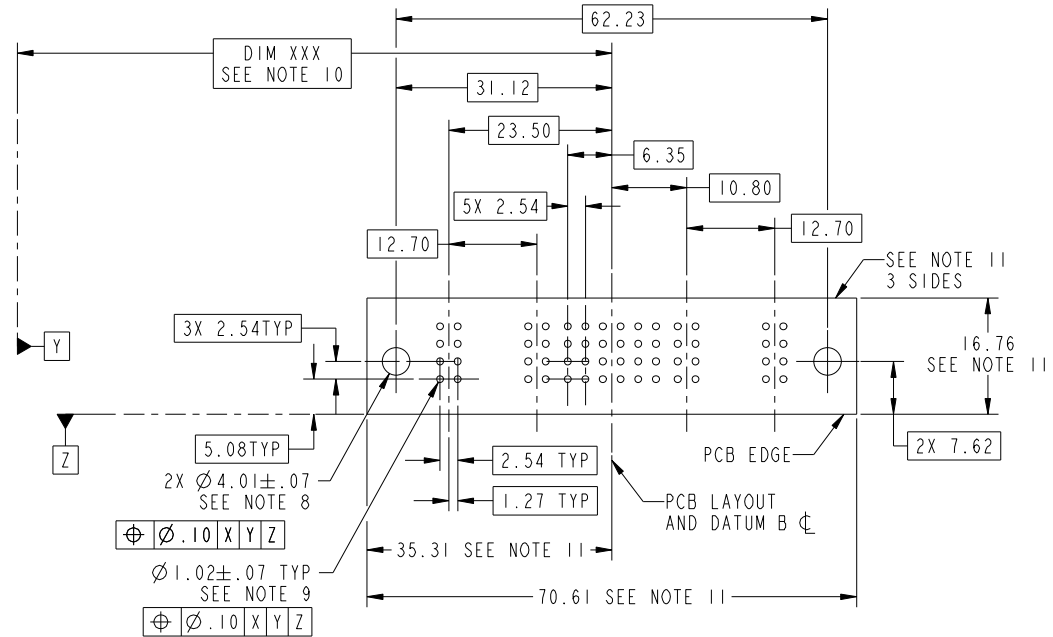 62.23
DIM XXX
SEE NOTE 10
31.12
23.50
6.35
10.80
5X 2.54
12.70
12.70
SEE NOTE 11
3 SIDES
3X 2.54TYP
Y
16.76
SEE NOTE 11
Z
5.08TYP
2.54 TYP
PCB EDGE
2X 7.62
2X Ø4.01±.07
SEE NOTE 8
1.27 TYP
PCB LAYOUT
AND DATUM B ℄
⌖ Ø.10 X Y Z
35.31 SEE NOTE 11
Ø1.02±.07 TYP
SEE NOTE 9
70.61 SEE NOTE 11
⌖ Ø.10 X Y Z